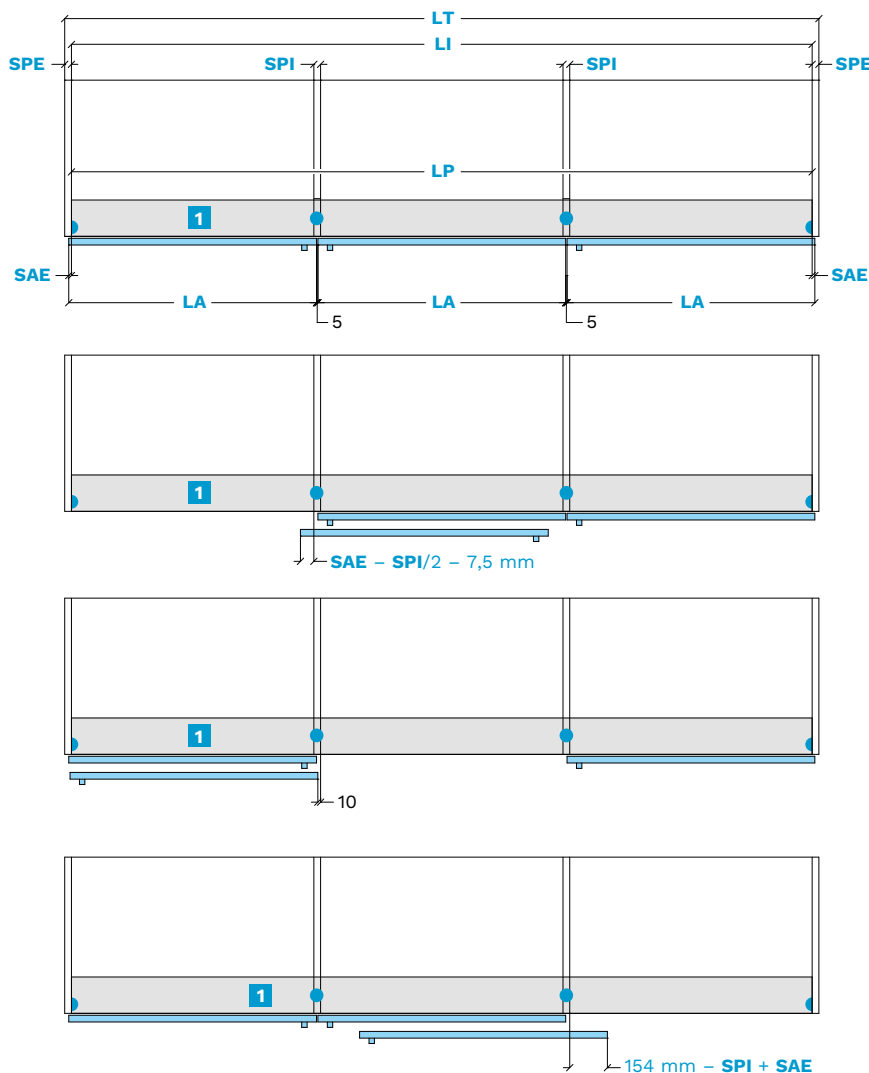 LT
LI
SPE SPI SPI SPE
LP
1
SAE SAE
LA LA LA
5 5
1
SAE – SPI/2 – 7,5 mm
1
10
1
154 mm – SPI + SAE